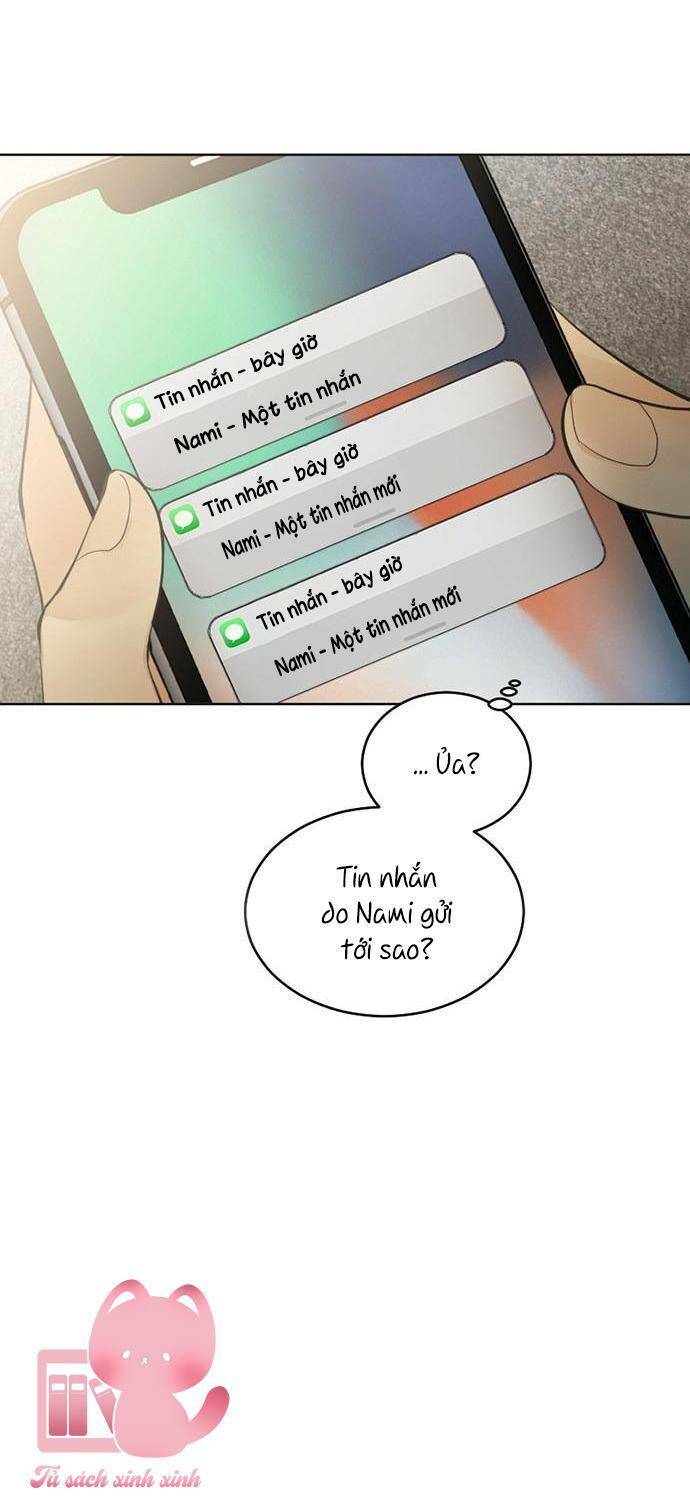 Tin nhắn - bây giờ
Nami - Một tin nhắn
Tin nhắn - bây giờ
Nami - Một tin nhắn mới
Tin nhắn - bây giờ
Nami - Một tin nhắn mới
... Ủa?
Tin nhắn
do Nami gửi
tới sao?
Tủ sách xinh xinh